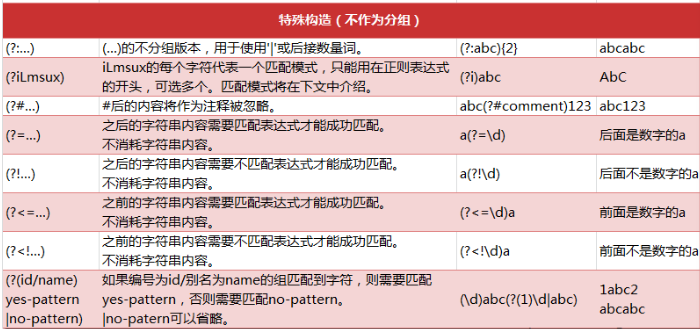 特殊构造（不作为分组）
(?:...) (...)的不分组版本，用于使用'|'或后接数量词。 (?:abc){2} abcabc
(?iLmsux) iLmsux的每个字符代表一个匹配模式，只能用在正则表达式 (?i)abc AbC
的开头，可选多个。匹配模式将在下文中介绍。
(?#...) #后的内容将作为注释被忽略。 abc(?#comment)123 abc123
(?=...) 之后的字符串内容需要匹配表达式才能成功匹配。 a(?=\d) 后面是数字的a
不消耗字符串内容。
(?!...) 之后的字符串内容需要不匹配表达式才能成功匹配。 a(?!\d) 后面不是数字的a
不消耗字符串内容。
(?<=...) 之前的字符串内容需要匹配表达式才能成功匹配。 (?<=\d)a 前面是数字的a
不消耗字符串内容。
(?<!...) 之前的字符串内容需要不匹配表达式才能成功匹配。 (?<!\d)a 前面不是数字的a
不消耗字符串内容。
(?(id/name) 如果编号为id/别名为name的组匹配到字符，则需要匹配 1abc2
yes-pattern yes-pattern，否则需要匹配no-pattern。 (\d)abc(?(1)\d|abc) abcabc
|no-pattern) |no-patern可以省略。